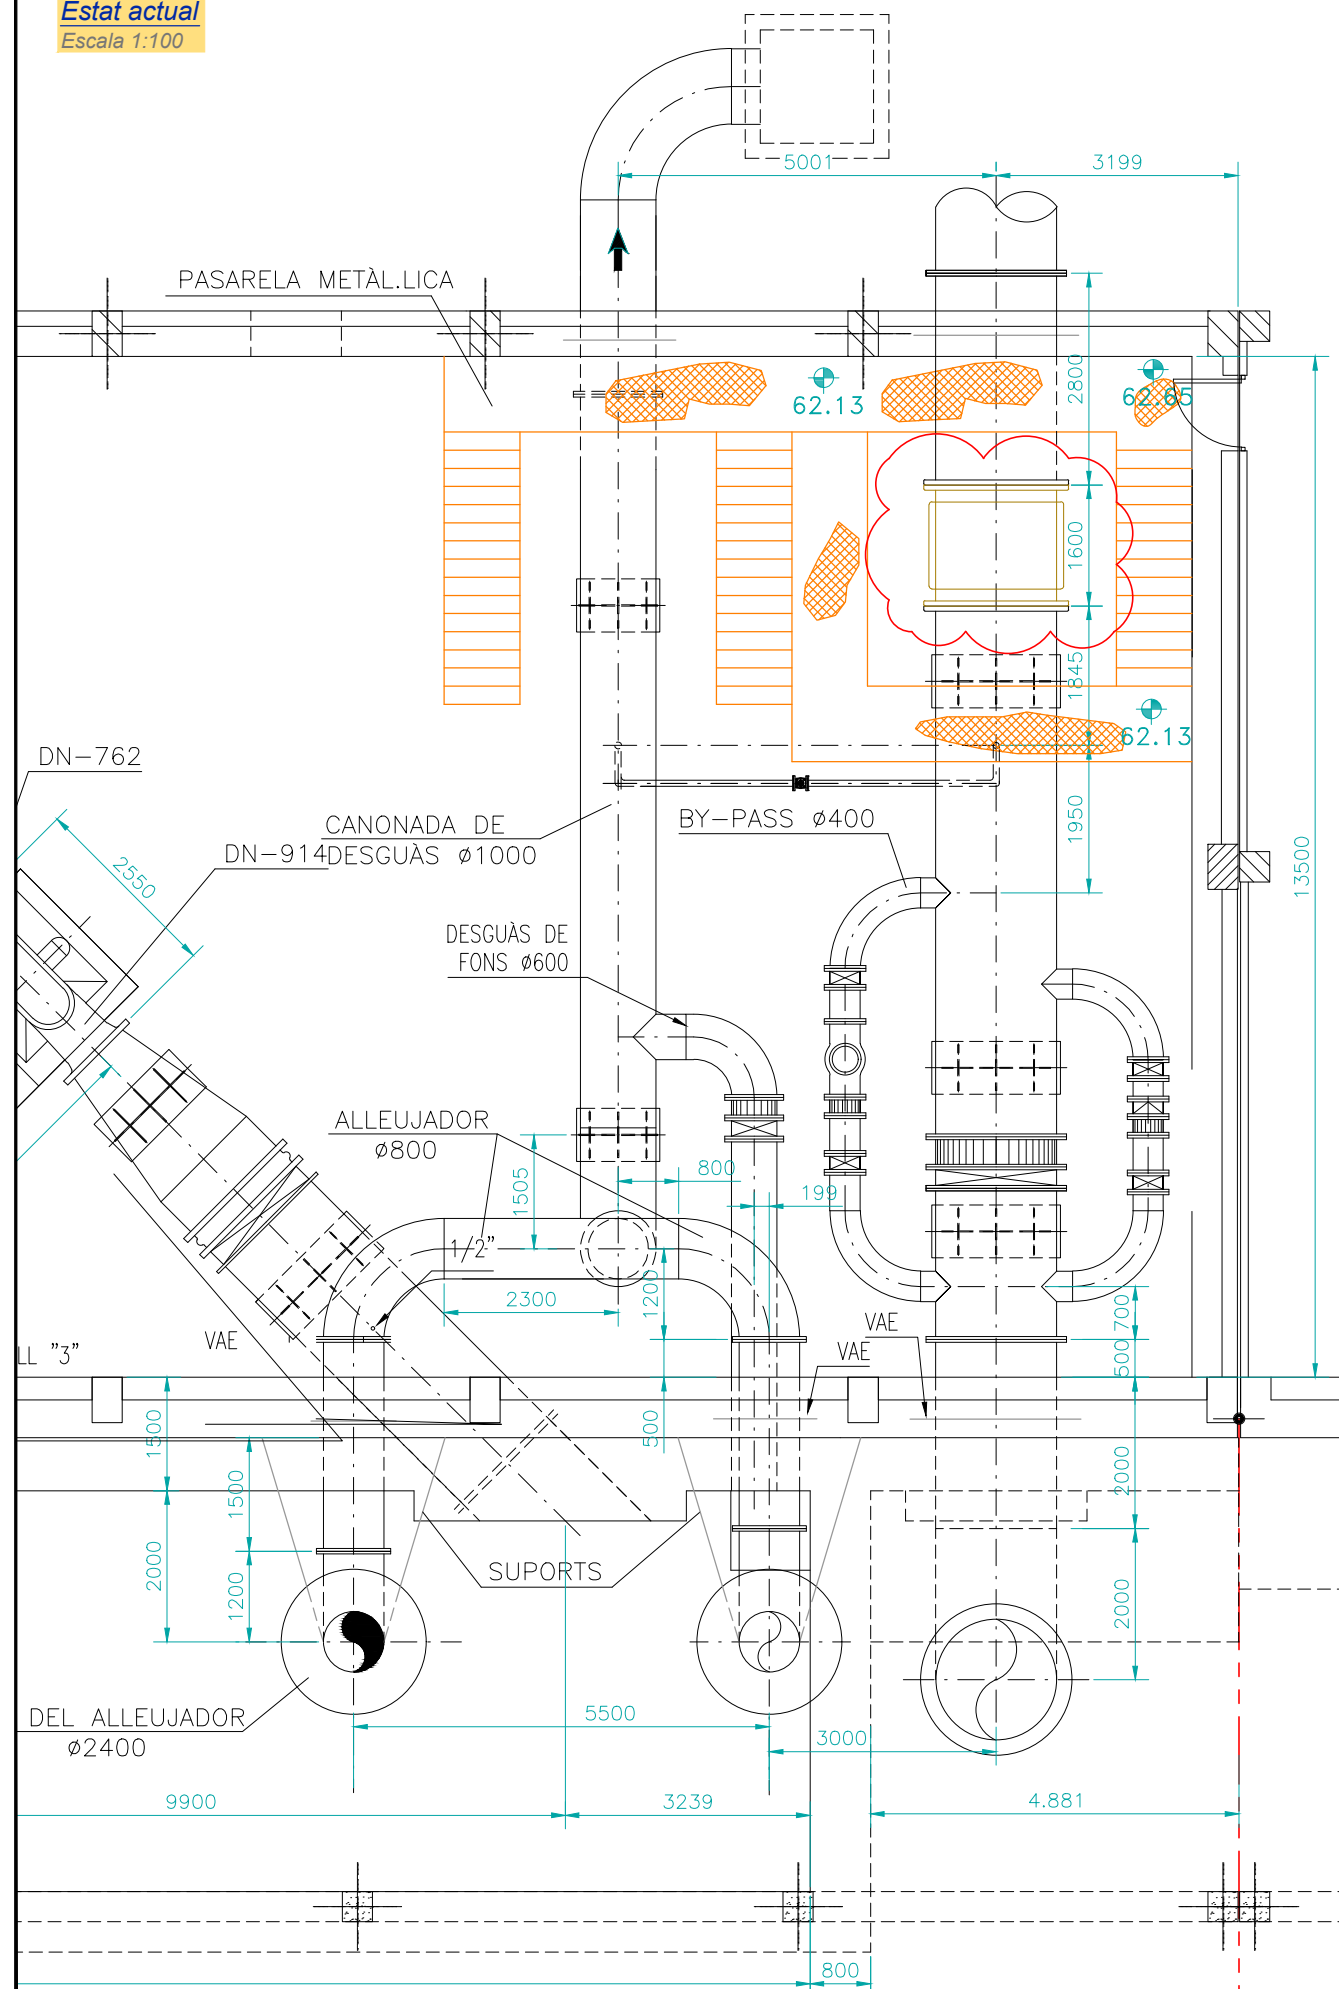 Estat actual
Escala 1:100
5001
3199
PASARELA METÀL.LICA
2800
62.13
62.65
1600
1845
62.13
DN-762
1950
13500
2550
CANONADA DE
DESGUÀS ø1000
DN-914
BY-PASS ø400
DESGUÀS DE
FONS ø600
ALLEUJADOR
ø800
1505
800
199
1/2"
1200
2300
700
VAE
VAE
VAE
LL "3"
500
500
1500
1500
2000
2000
1200
2000
SUPORTS
DEL ALLEUJADOR
ø2400
5500
3000
9900
3239
4.881
800